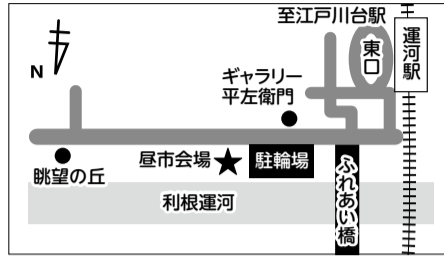 至江戸川台駅
東口
運河駅
N
ギャラリー
平左衛門
昼市会場
駐輪場
眺望の丘
ふれあい橋
利根運河